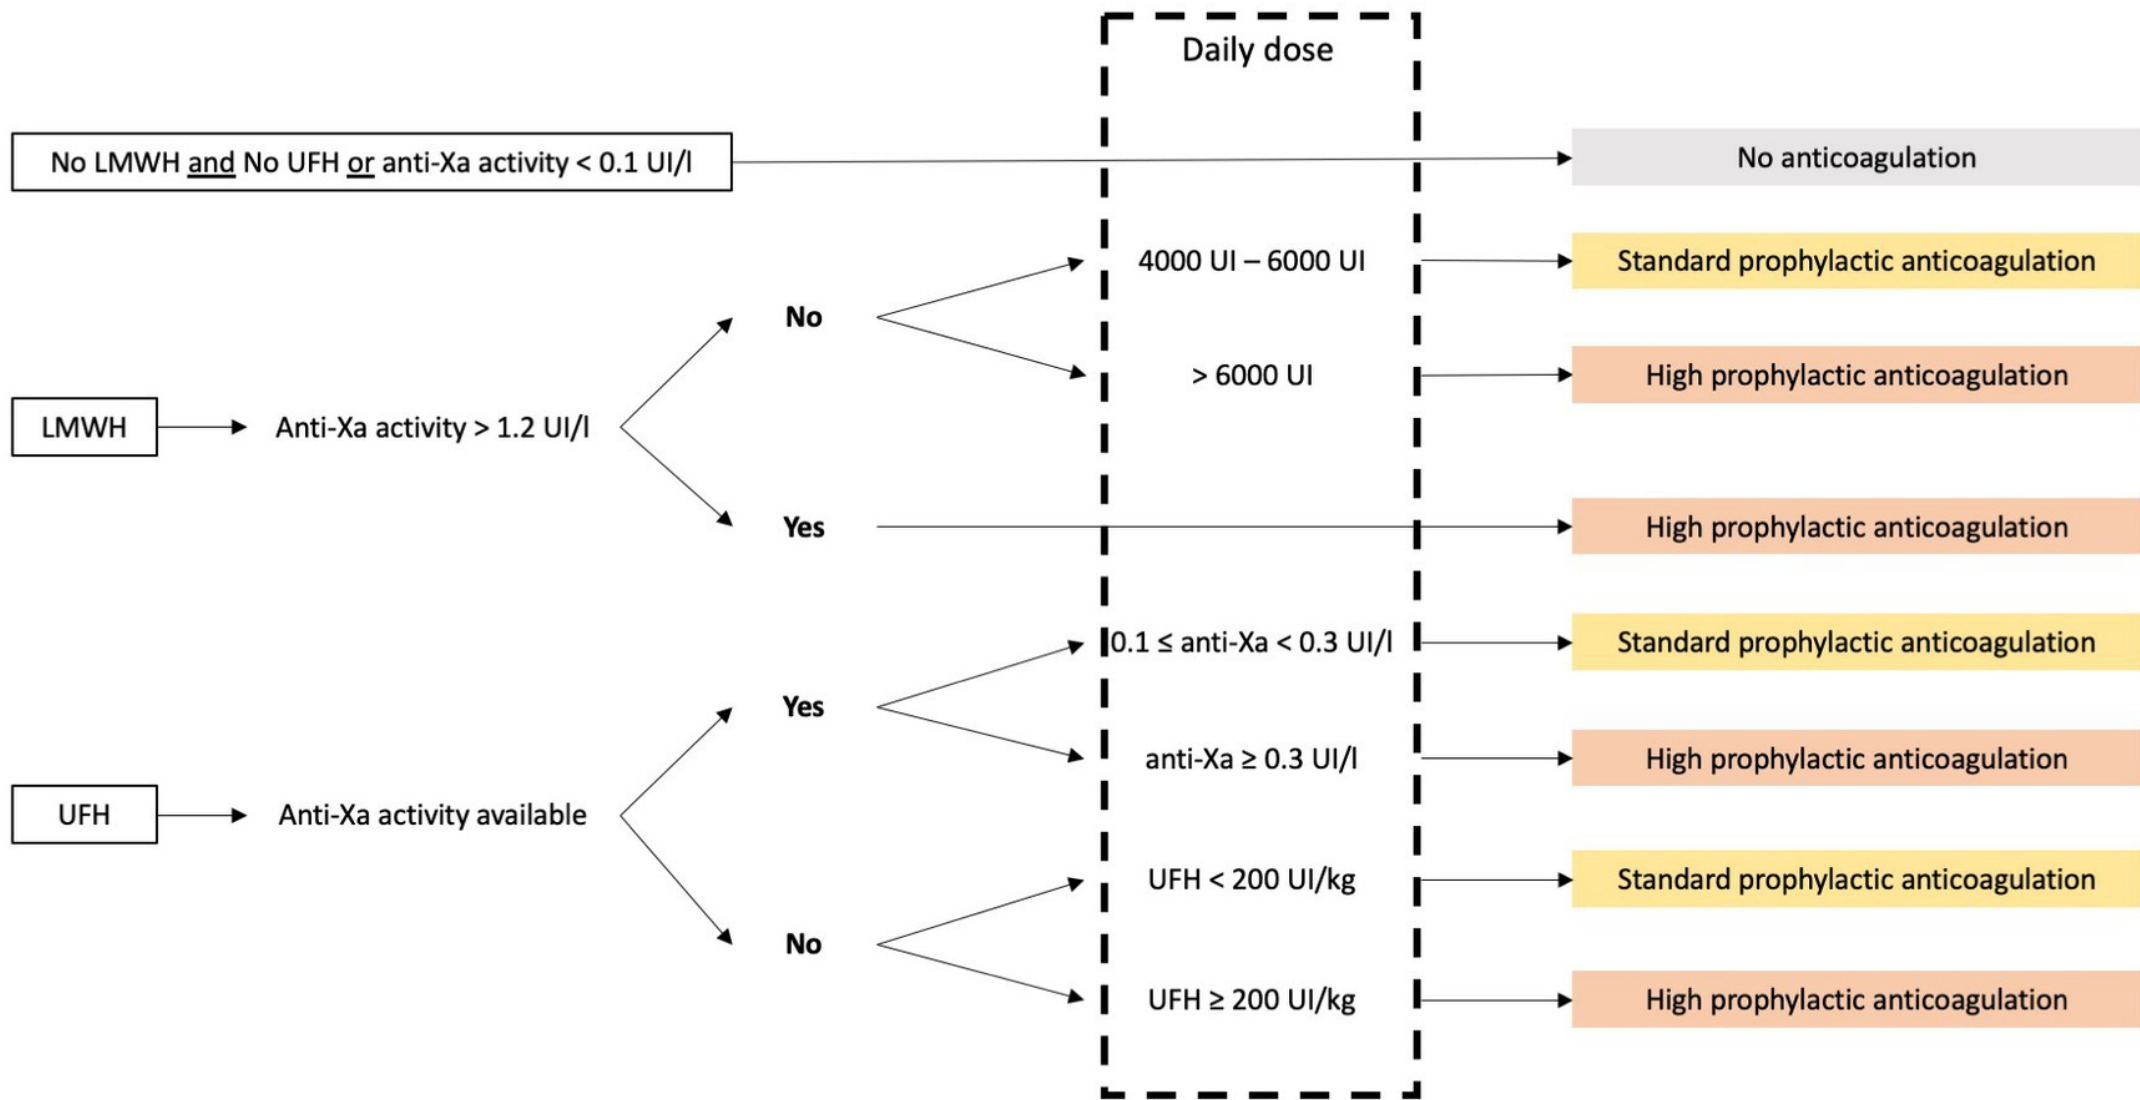 Daily dose
No LMWH and No UFH or anti-Xa activity < 0.1 UI/l
No anticoagulation
4000 UI – 6000 UI
Standard prophylactic anticoagulation
No
> 6000 UI
High prophylactic anticoagulation
LMWH
Anti-Xa activity > 1.2 UI/l
Yes
High prophylactic anticoagulation
0.1 ≤ anti-Xa < 0.3 UI/l
Standard prophylactic anticoagulation
Yes
anti-Xa ≥ 0.3 UI/l
High prophylactic anticoagulation
UFH
Anti-Xa activity available
UFH < 200 UI/kg
Standard prophylactic anticoagulation
No
UFH ≥ 200 UI/kg
High prophylactic anticoagulation